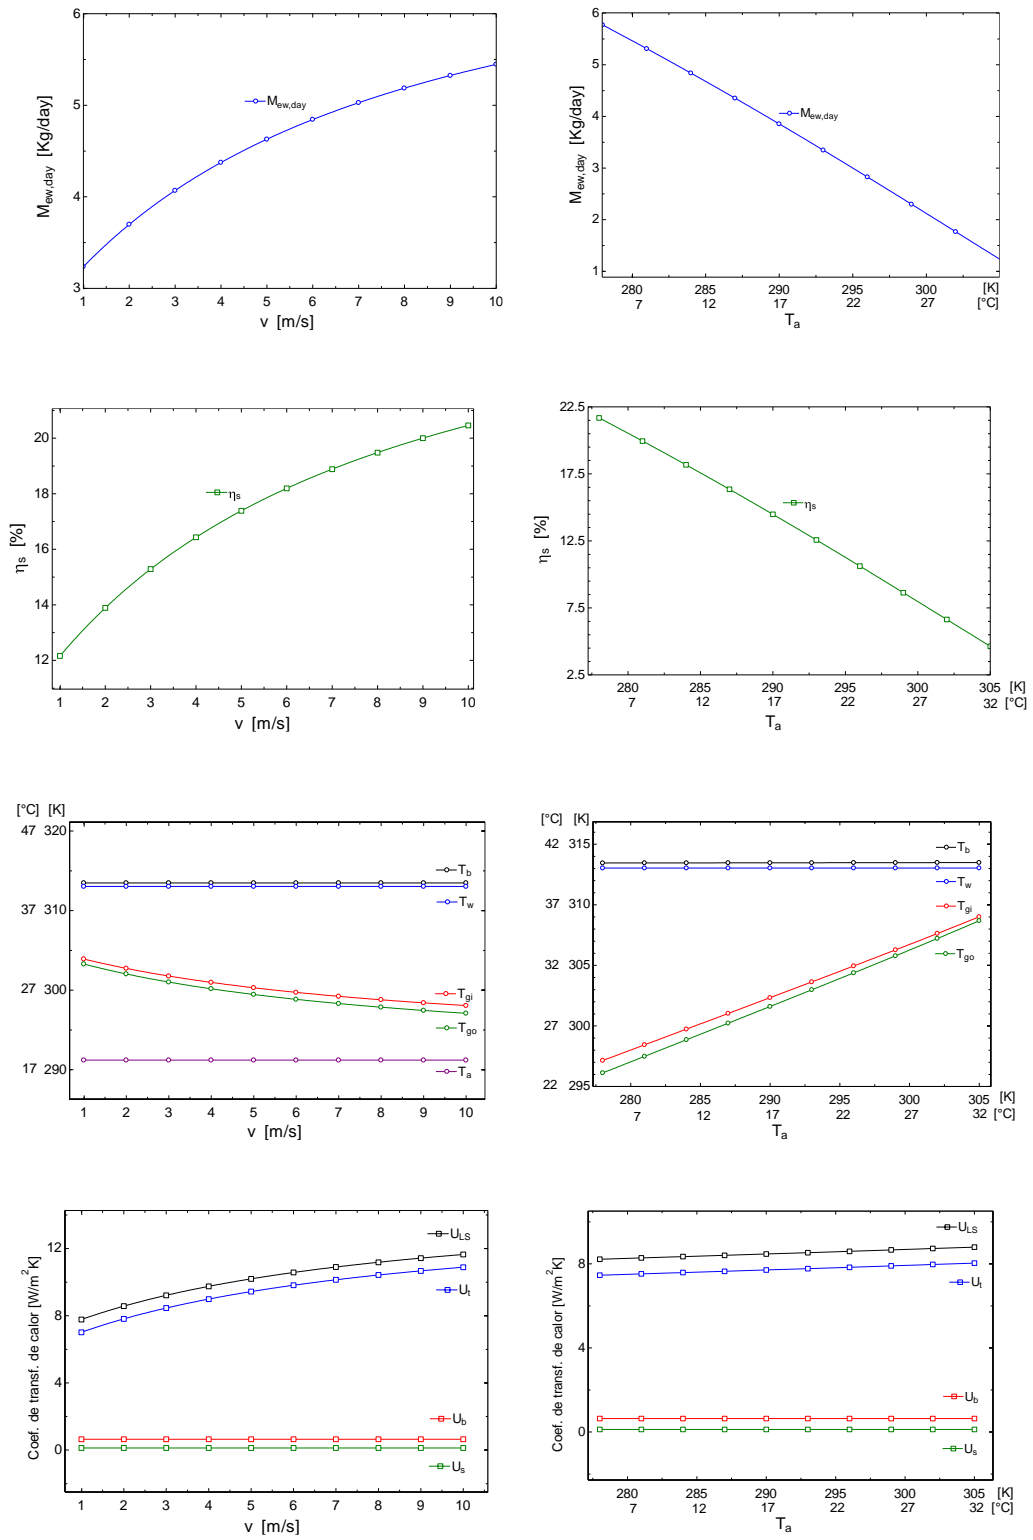 6
5
4
3
M_ew,day [Kg/day]
M_ew,day
1 2 3 4 5 6 7 8 9 10
v [m/s]
6
5
4
3
2
1
M_ew,day [Kg/day]
M_ew,day
280 285 290 295 300 [K]
7 12 17 22 27 [°C]
T_a
20
18
16
14
12
η_s [%]
η_s
1 2 3 4 5 6 7 8 9 10
v [m/s]
22.5
17.5
12.5
7.5
2.5
η_s [%]
η_s
280 285 290 295 300 305 [K]
7 12 17 22 27 32 [°C]
T_a
[°C] [K]
47 320
37 310
27 300
17 290
T_b
T_w
T_gi
T_go
T_a
1 2 3 4 5 6 7 8 9 10
v [m/s]
[°C] [K]
42 315
37 310
32 305
27 300
22 295
T_b
T_w
T_gi
T_go
280 285 290 295 300 305 [K]
7 12 17 22 27 32 [°C]
T_a
12
8
4
0
Coef. de transf. de calor [W/m²K]
U_LS
U_t
U_b
U_s
1 2 3 4 5 6 7 8 9 10
v [m/s]
8
4
0
Coef. de transf. de calor [W/m²K]
U_LS
U_t
U_b
U_s
280 285 290 295 300 305 [K]
7 12 17 22 27 32 [°C]
T_a